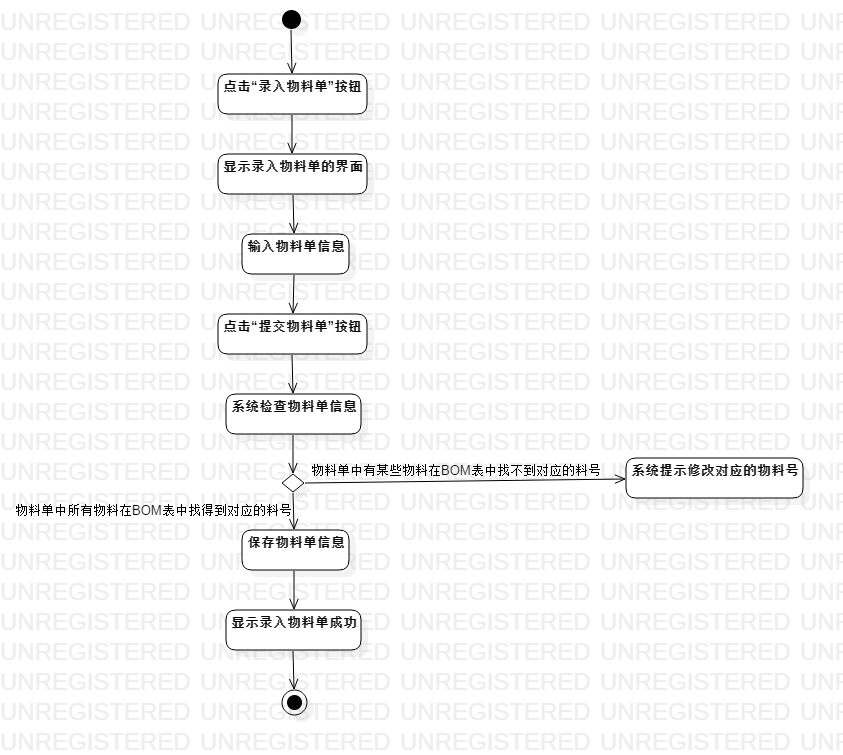 UNREGISTERED UNREGISTERED UNREGISTERED UNREGISTERED UNR
点击“录入物料单”按钮
显示录入物料单的界面
输入物料单信息
点击“提交物料单”按钮
系统检查物料单信息
物料单中有某些物料在BOM表中找不到对应的料号
系统提示修改对应的物料号
物料单中所有物料在BOM表中找得到对应的料号
保存物料单信息
显示录入物料单成功